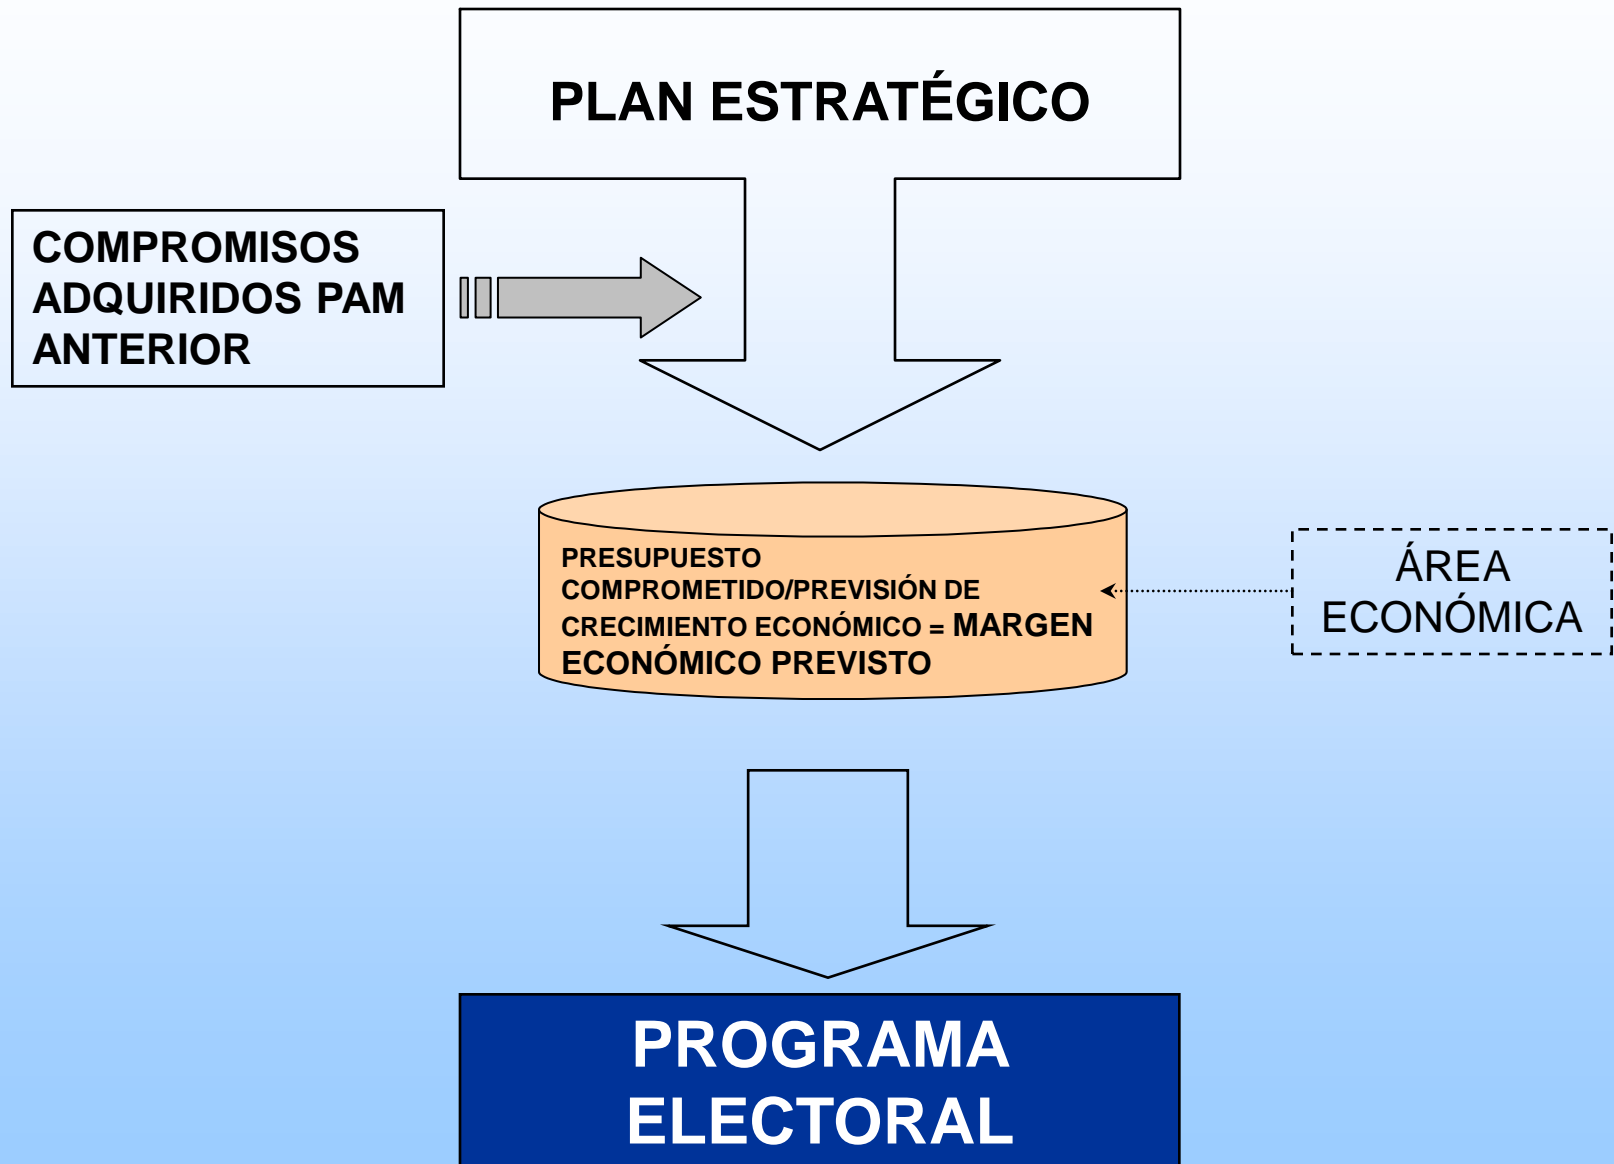 PLAN ESTRATÉGICO
COMPROMISOS
ADQUIRIDOS PAM
ANTERIOR
PRESUPUESTO
COMPROMETIDO/PREVISIÓN DE
CRECIMIENTO ECONÓMICO = MARGEN
ECONÓMICO PREVISTO
ÁREA
ECONÓMICA
PROGRAMA
ELECTORAL